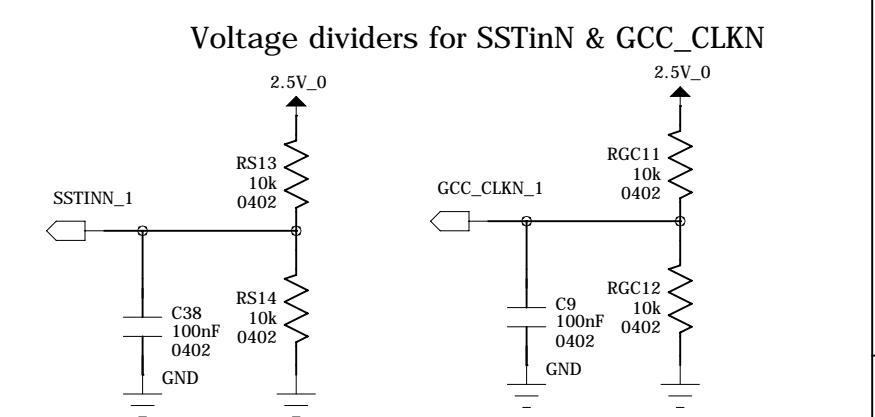 Voltage dividers for SSTinN & GCC_CLKN
2.5V_0
RS13
10k
0402
SSTINN_1
RS14
10k
0402
C38
100nF
0402
GND
2.5V_0
RGC11
10k
0402
GCC_CLKN_1
RGC12
10k
0402
C9
100nF
0402
GND